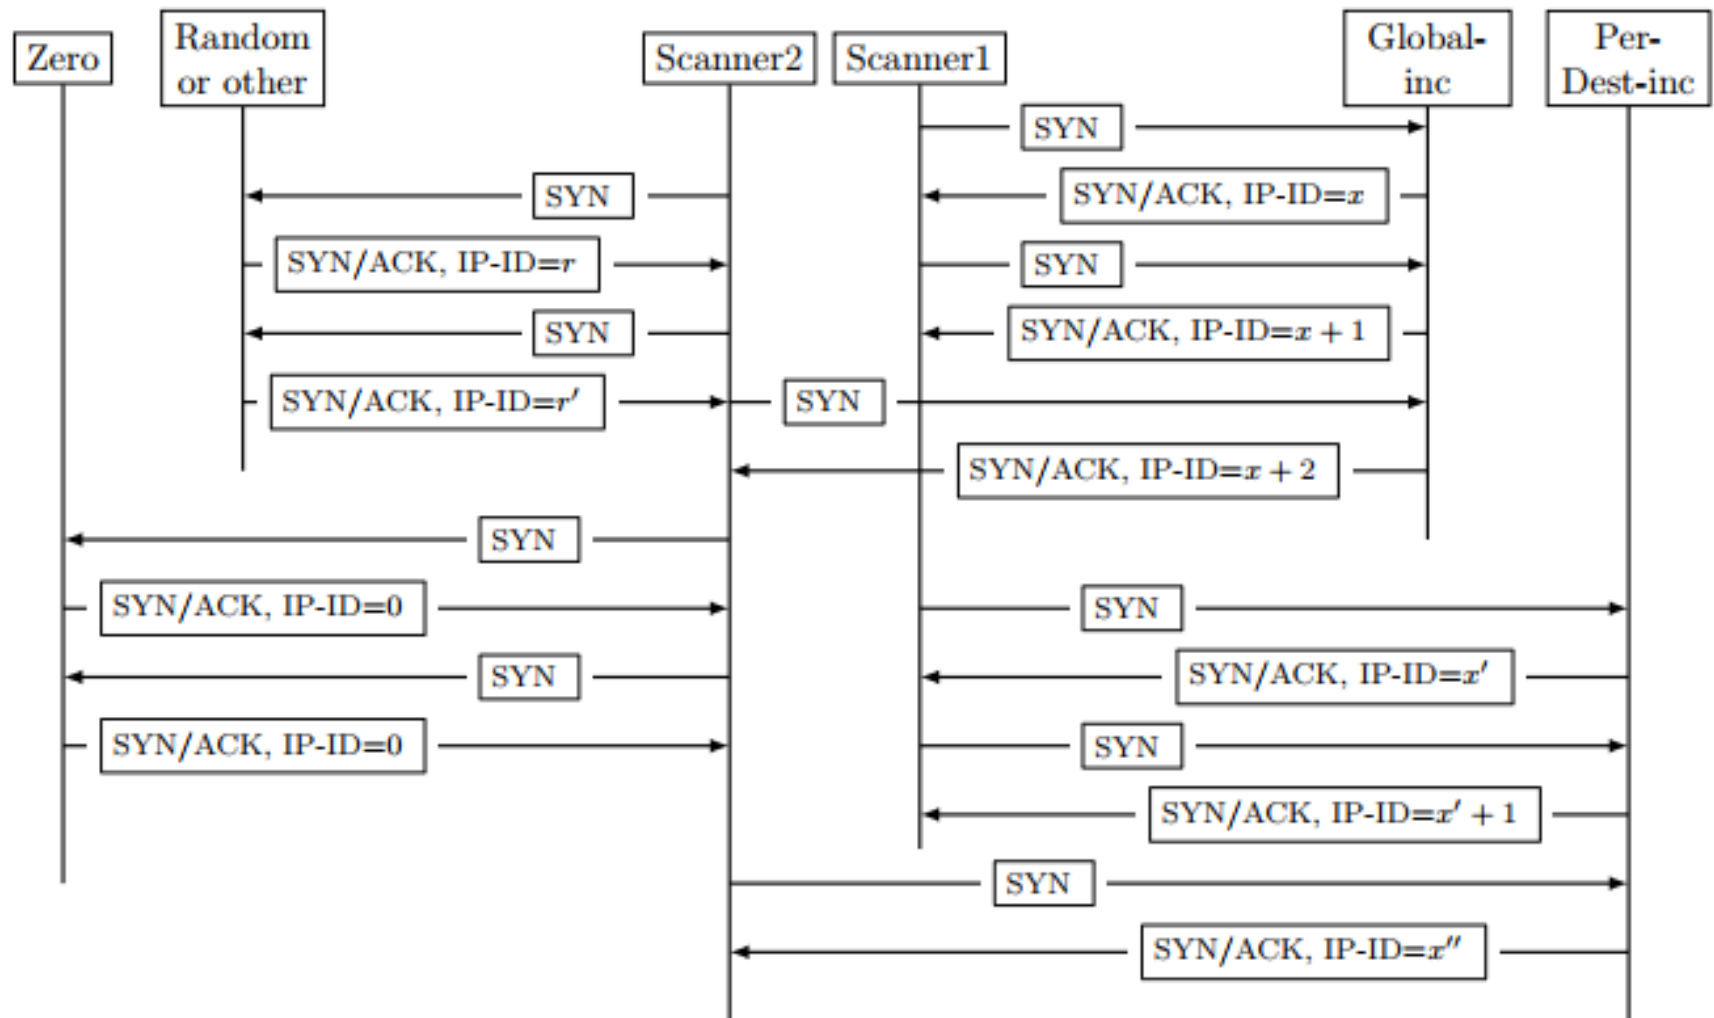 Zero
Random
or other
Scanner2
Scanner1
Global-
inc
Per-
Dest-inc
SYN
SYN
SYN/ACK, IP-ID=x
SYN/ACK, IP-ID=r
SYN
SYN
SYN/ACK, IP-ID=x + 1
SYN/ACK, IP-ID=r′
SYN
SYN/ACK, IP-ID=x + 2
SYN
SYN/ACK, IP-ID=0
SYN
SYN
SYN/ACK, IP-ID=x′
SYN/ACK, IP-ID=0
SYN
SYN/ACK, IP-ID=x′ + 1
SYN
SYN/ACK, IP-ID=x″